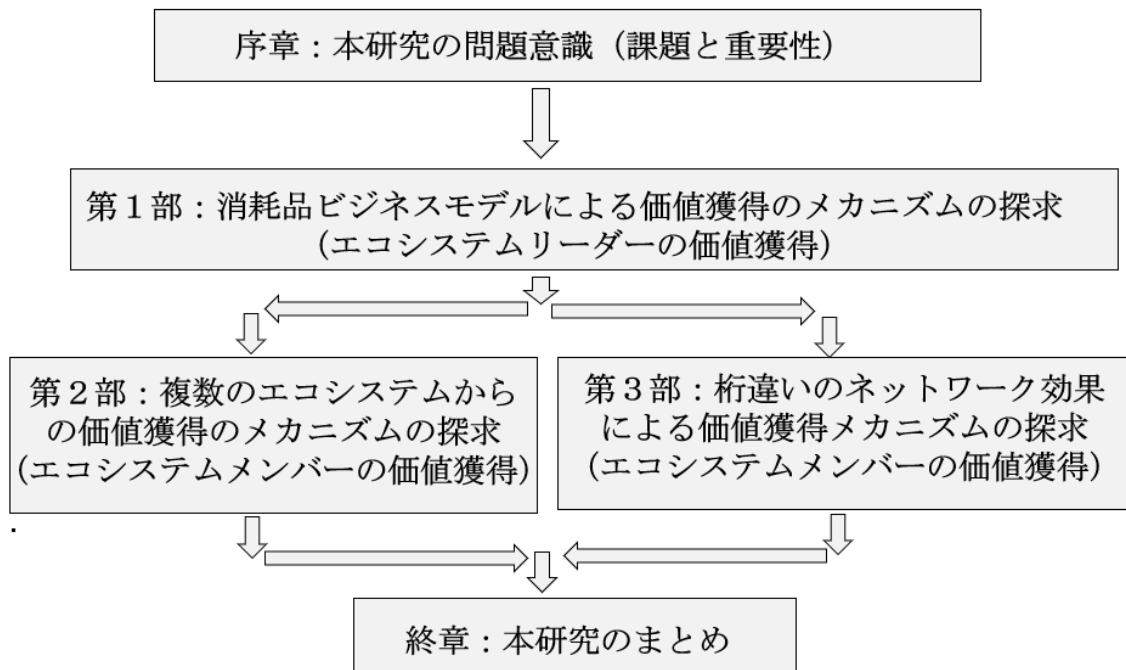 序章：本研究の問題意識（課題と重要性）
第１部：消耗品ビジネスモデルによる価値獲得のメカニズムの探求
（エコシステムリーダーの価値獲得）
第２部：複数のエコシステムから
の価値獲得のメカニズムの探求
（エコシステムメンバーの価値獲得）
第３部：桁違いのネットワーク効果
による価値獲得メカニズムの探求
（エコシステムメンバーの価値獲得）
.
終章：本研究のまとめ